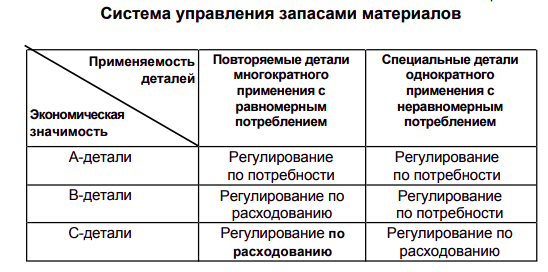 Система управления запасами материалов
Применяемость
деталей
Экономическая
значимость
Повторяемые детали
многократного
применения с
равномерным
потреблением
Специальные детали
однократного
применения с
неравномерным
потреблением
А-детали
Регулирование
по потребности
Регулирование
по потребности
В-детали
Регулирование по
расходованию
Регулирование
по потребности
С-детали
Регулирование по
расходованию
Регулирование по
расходованию